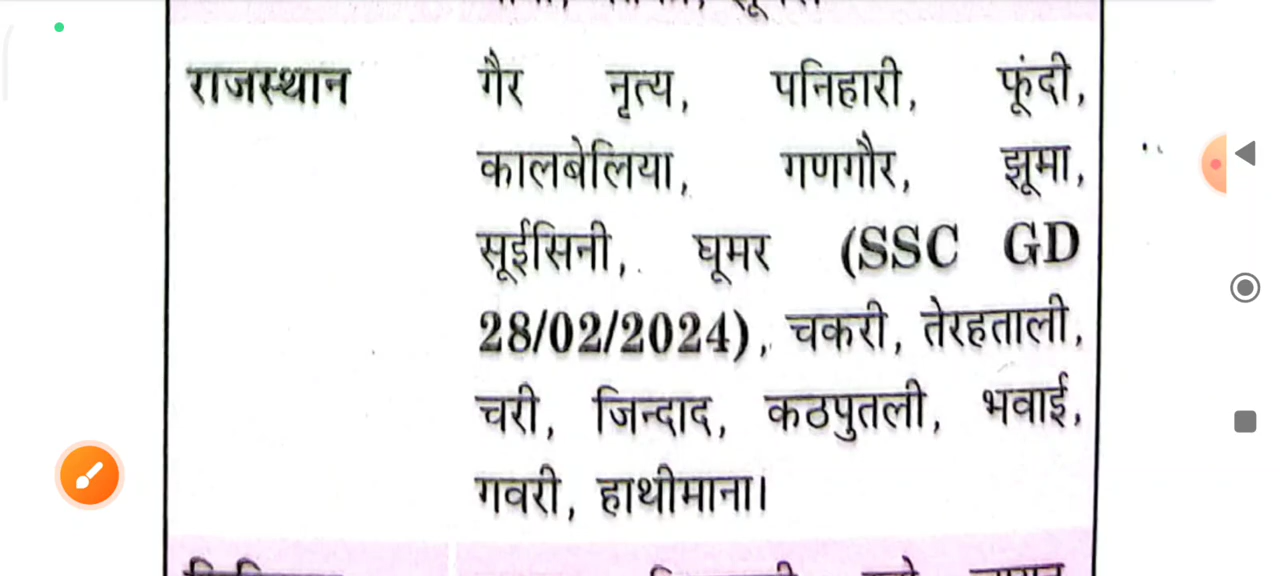 राजस्थान गैर नृत्य, पनिहारी, फूंदी,
कालबेलिया, गणगौर, झूमा,
सूईसिनी, घूमर (SSC GD
28/02/2024), चकरी, तेरहताली,
चरी, जिन्दाद, कठपुतली, भवाई,
गवरी, हाथीमाना।